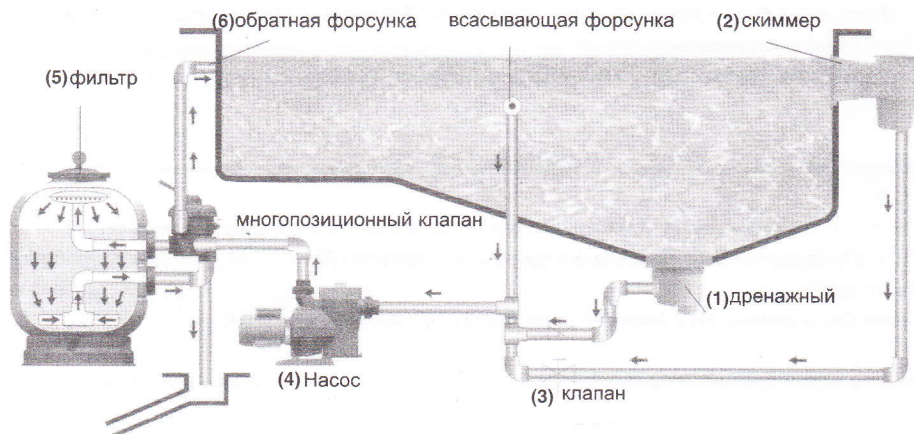 (6) обратная форсунка
всасывающая форсунка
(2) скиммер
(5) фильтр
многопозиционный клапан
(1) дренажный
(4) Насос
(3) клапан